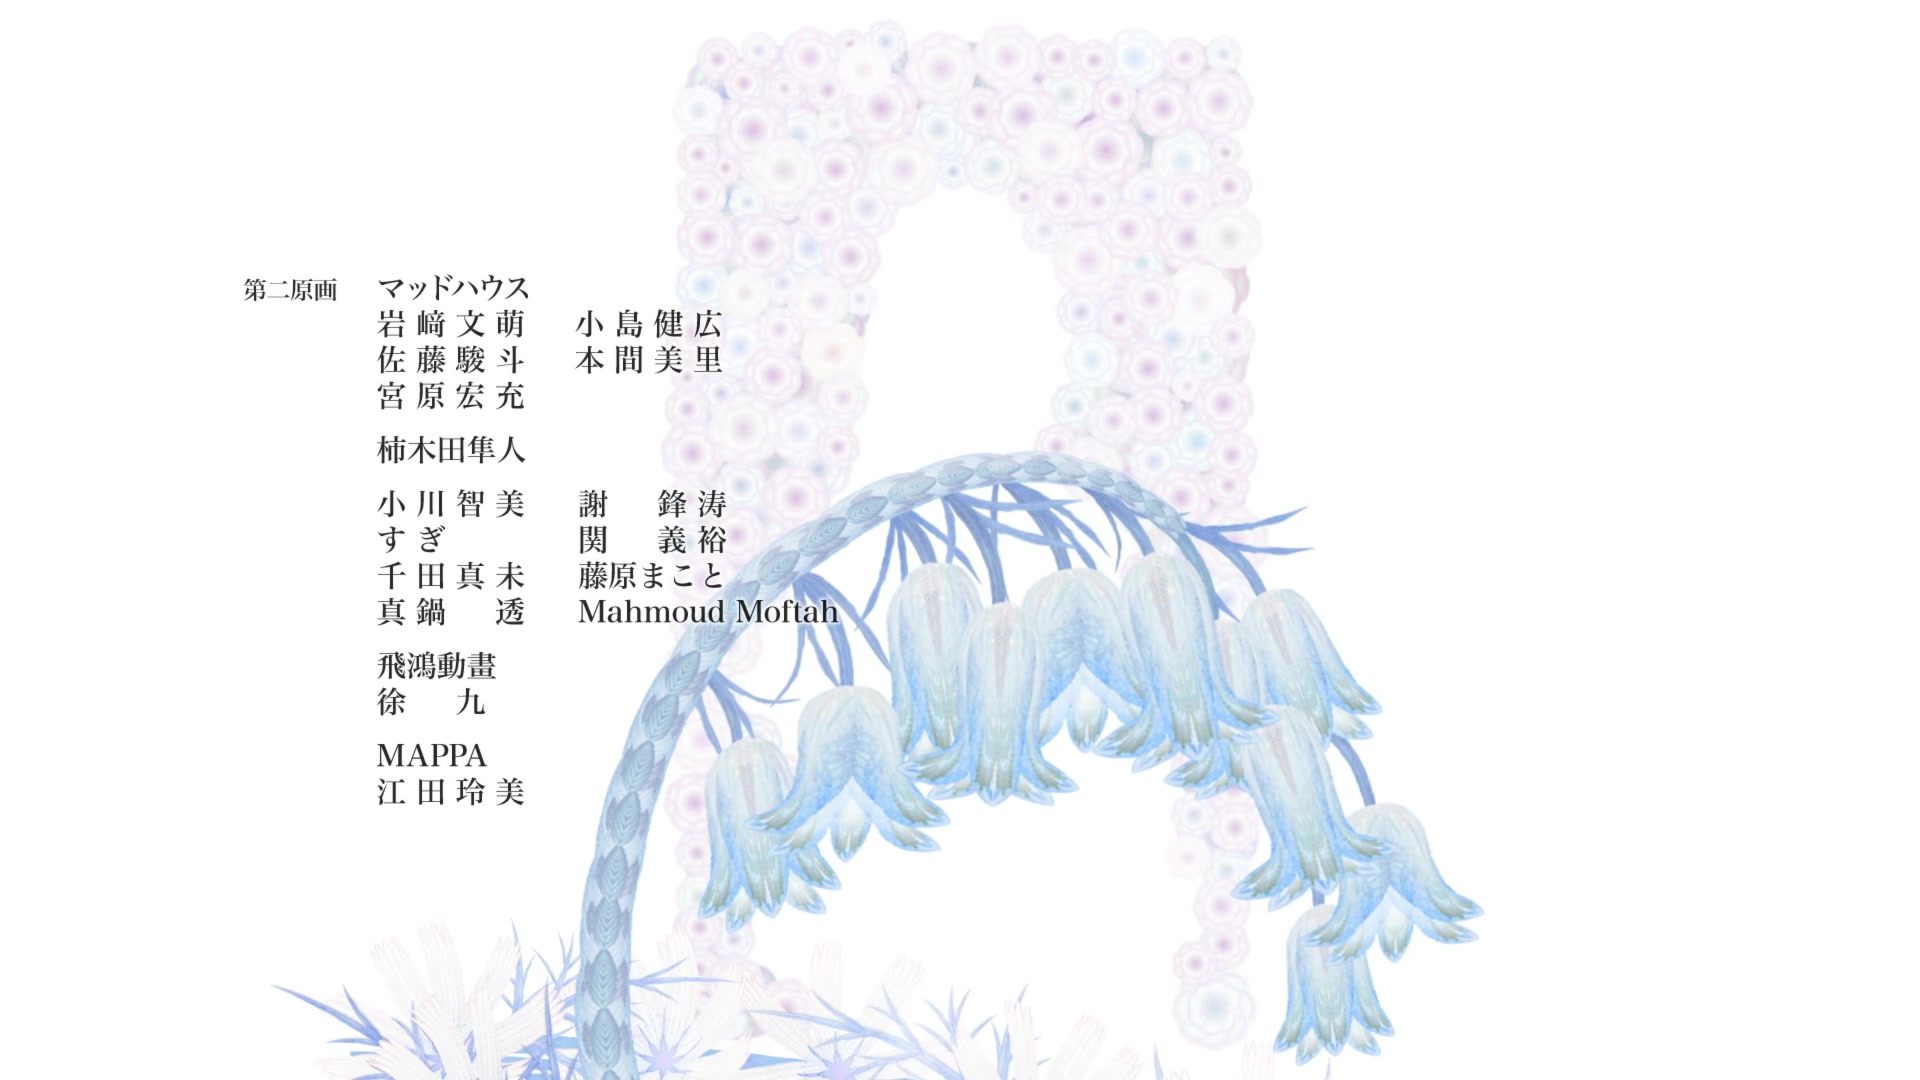 第二原画 マッドハウス
岩﨑文萌 小島健広
佐藤駿斗 本間美里
宮原宏充
柿木田隼人
小川智美 謝鋒涛
すぎ 関義裕
千田真未 藤原まこと
真鍋透 Mahmoud Moftah
飛鴻動畫
徐九
MAPPA
江田玲美